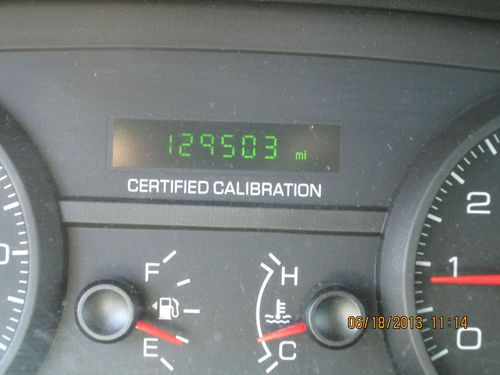 129503 mi
CERTIFIED CALIBRATION
F
E
H
C
2
1
0
06/18/2013 11:14